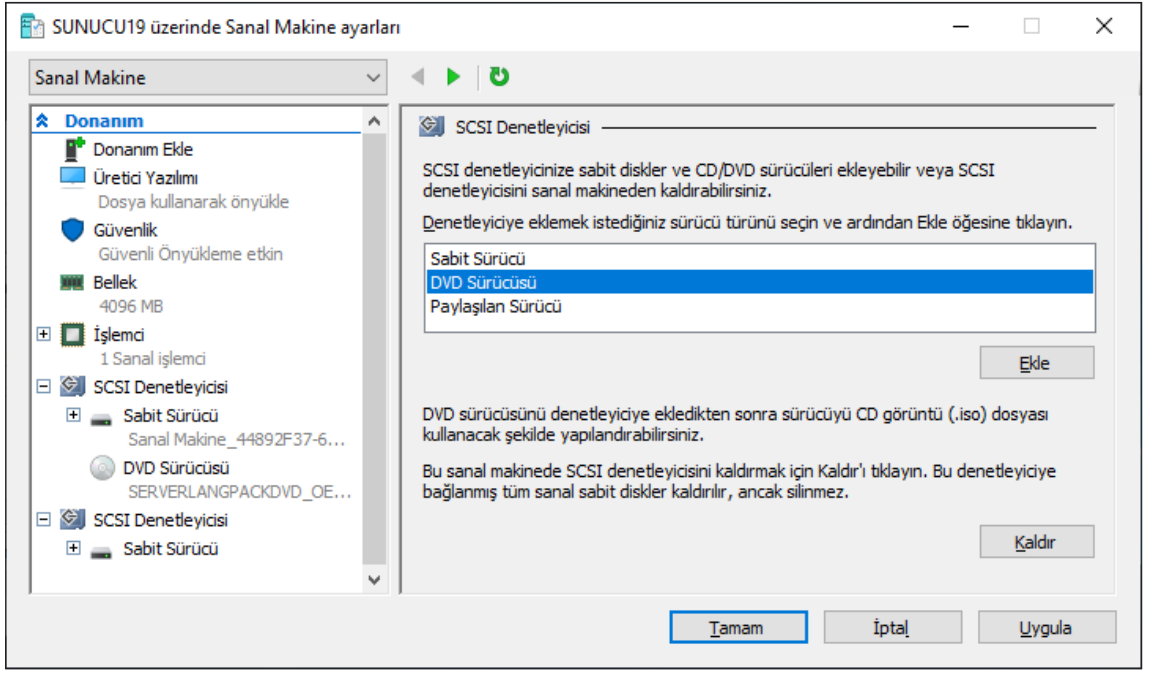 SUNUCU19 üzerinde Sanal Makine ayarları
Sanal Makine
Donanım
Donanım Ekle
Üretici Yazılımı
Dosya kullanarak önyükle
Güvenlik
Güvenli Önyükleme etkin
Bellek
4096 MB
İşlemci
1 Sanal işlemci
SCSI Denetleyicisi
Sabit Sürücü
Sanal Makine_44892F37-6...
DVD Sürücüsü
SERVERLANGPACKDVD_OE...
SCSI Denetleyicisi
Sabit Sürücü
SCSI Denetleyicisi
SCSI denetleyicinize sabit diskler ve CD/DVD sürücüleri ekleyebilir veya SCSI
denetleyicisini sanal makineden kaldırabilirsiniz.
Denetleyiciye eklemek istediğiniz sürücü türünü seçin ve ardından Ekle öğesine tıklayın.
Sabit Sürücü
DVD Sürücüsü
Paylaşılan Sürücü
Ekle
DVD sürücüsünü denetleyiciye ekledikten sonra sürücüyü CD görüntü (.iso) dosyası
kullanacak şekilde yapılandırabilirsiniz.
Bu sanal makinede SCSI denetleyicisini kaldırmak için Kaldır'ı tıklayın. Bu denetleyiciye
bağlanmış tüm sanal sabit diskler kaldırılır, ancak silinmez.
Kaldır
Tamam
İptal
Uygula